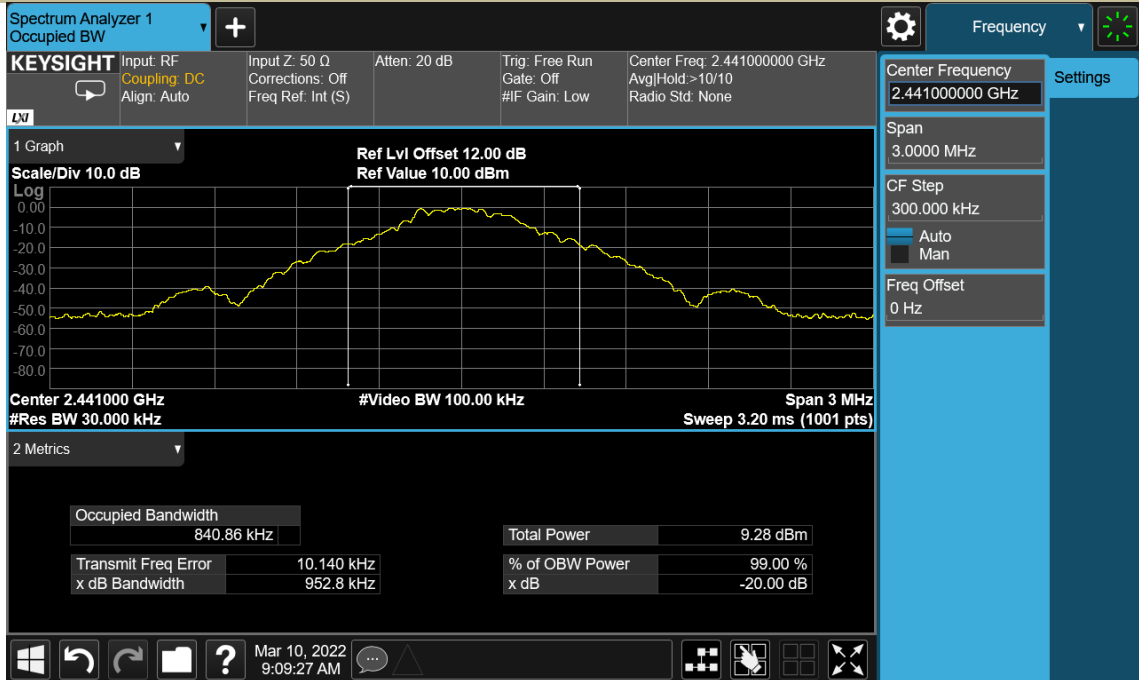 Spectrum Analyzer 1
Occupied BW
+
Frequency
KEYSIGHT
LXI
Input: RF
Coupling: DC
Align: Auto
Input Z: 50 Ω
Corrections: Off
Freq Ref: Int (S)
Atten: 20 dB
Trig: Free Run
Gate: Off
#IF Gain: Low
Center Freq: 2.441000000 GHz
Avg|Hold:>10/10
Radio Std: None
Center Frequency
2.441000000 GHz
Settings
Span
3.0000 MHz
CF Step
300.000 kHz
Auto
Man
Freq Offset
0 Hz
1 Graph
Scale/Div 10.0 dB
Ref Lvl Offset 12.00 dB
Ref Value 10.00 dBm
Log
0.00
-10.0
-20.0
-30.0
-40.0
-50.0
-60.0
-70.0
-80.0
Center 2.441000 GHz
#Video BW 100.00 kHz
Span 3 MHz
#Res BW 30.000 kHz
Sweep 3.20 ms (1001 pts)
2 Metrics
Occupied Bandwidth
840.86 kHz
Total Power 9.28 dBm
Transmit Freq Error 10.140 kHz
% of OBW Power 99.00 %
x dB Bandwidth 952.8 kHz
x dB -20.00 dB
?
Mar 10, 2022
9:09:27 AM